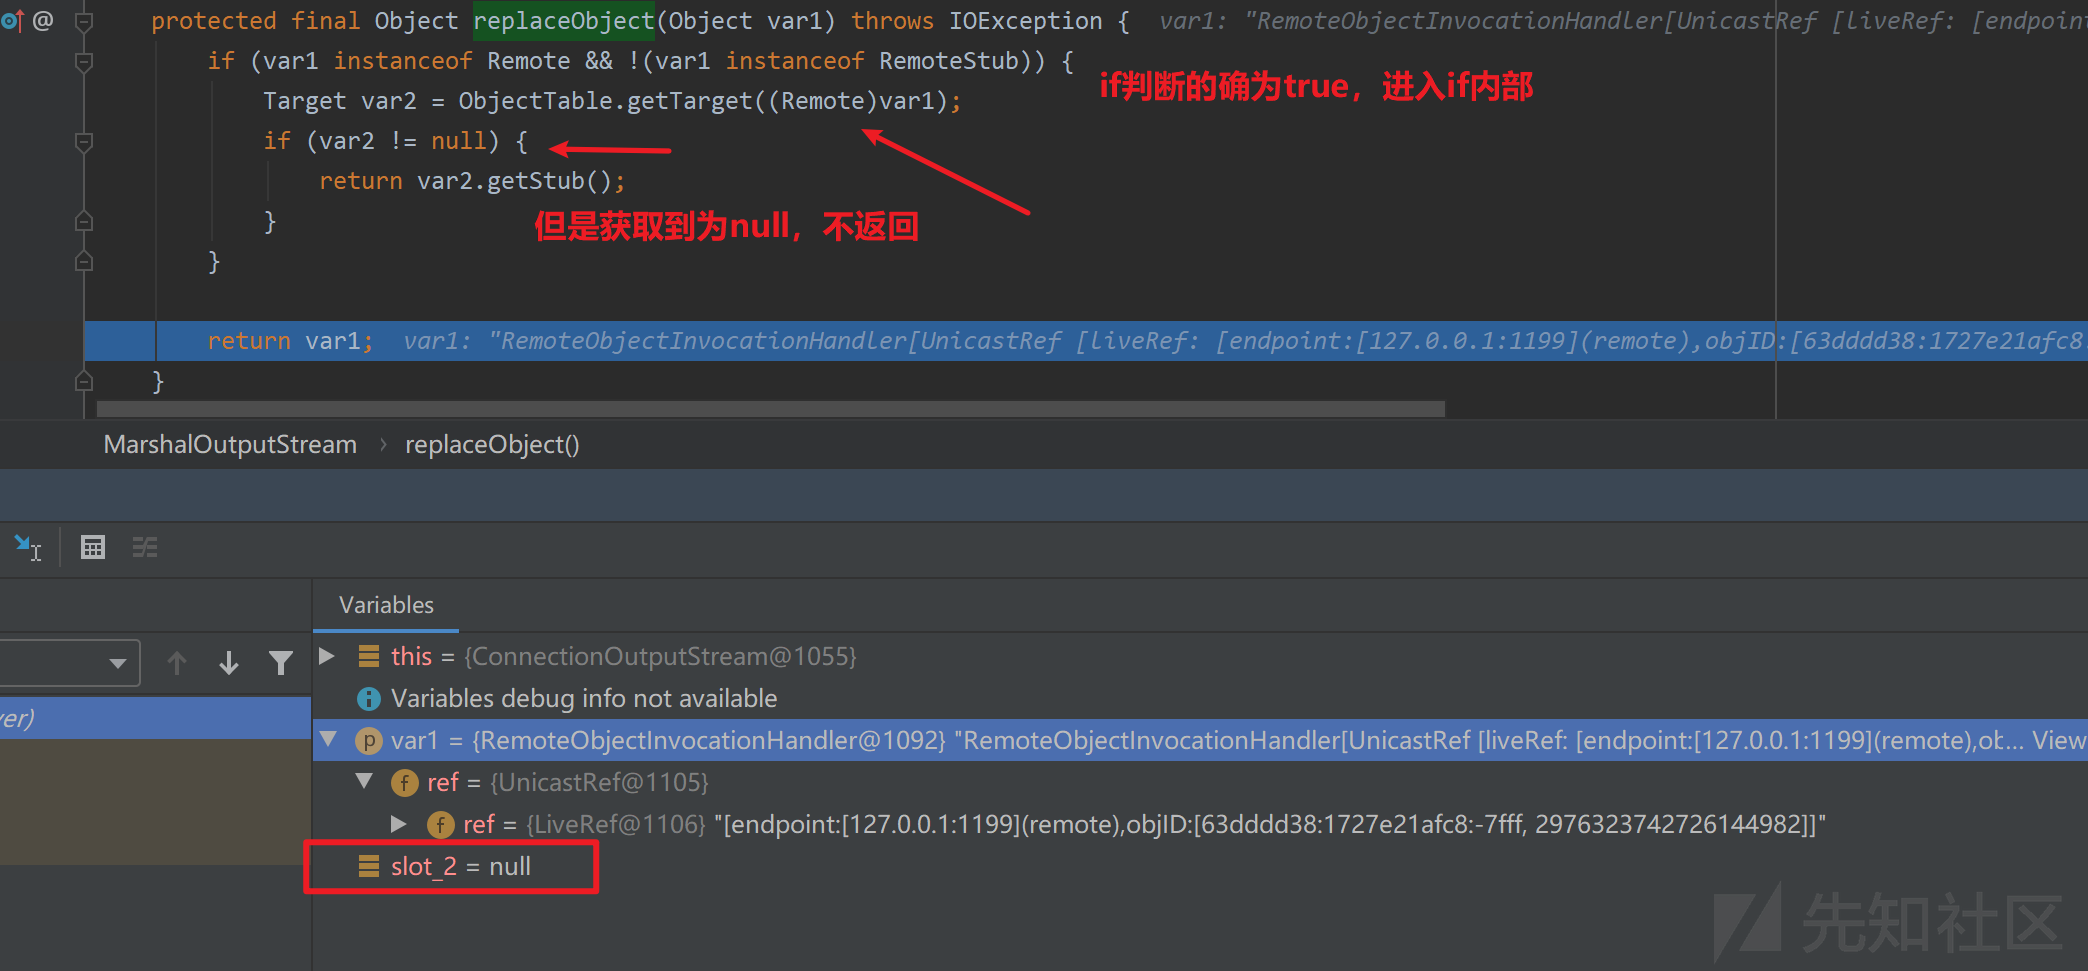 protected final Object replaceObject(Object var1) throws IOException {  var1: "RemoteObjectInvocationHandler[UnicastRef [liveRef: [endpoint
if (var1 instanceof Remote && !(var1 instanceof RemoteStub)) {
if判断的确为true，进入if内部
Target var2 = ObjectTable.getTarget((Remote)var1);
if (var2 != null) {
return var2.getStub();
}
但是获取到为null，不返回
}
return var1;  var1: "RemoteObjectInvocationHandler[UnicastRef [liveRef: [endpoint:[127.0.0.1:1199](remote),objID:[63dddd38:1727e21afc8:
}
MarshalOutputStream › replaceObject()
Variables
this = {ConnectionOutputStream@1055}
Variables debug info not available
ver)
var1 = {RemoteObjectInvocationHandler@1092} "RemoteObjectInvocationHandler[UnicastRef [liveRef: [endpoint:[127.0.0.1:1199](remote),ob... View
ref = {UnicastRef@1105}
ref = {LiveRef@1106} "[endpoint:[127.0.0.1:1199](remote),objID:[63dddd38:1727e21afc8:-7fff, 2976323742726144982]]"
slot_2 = null
先知社区